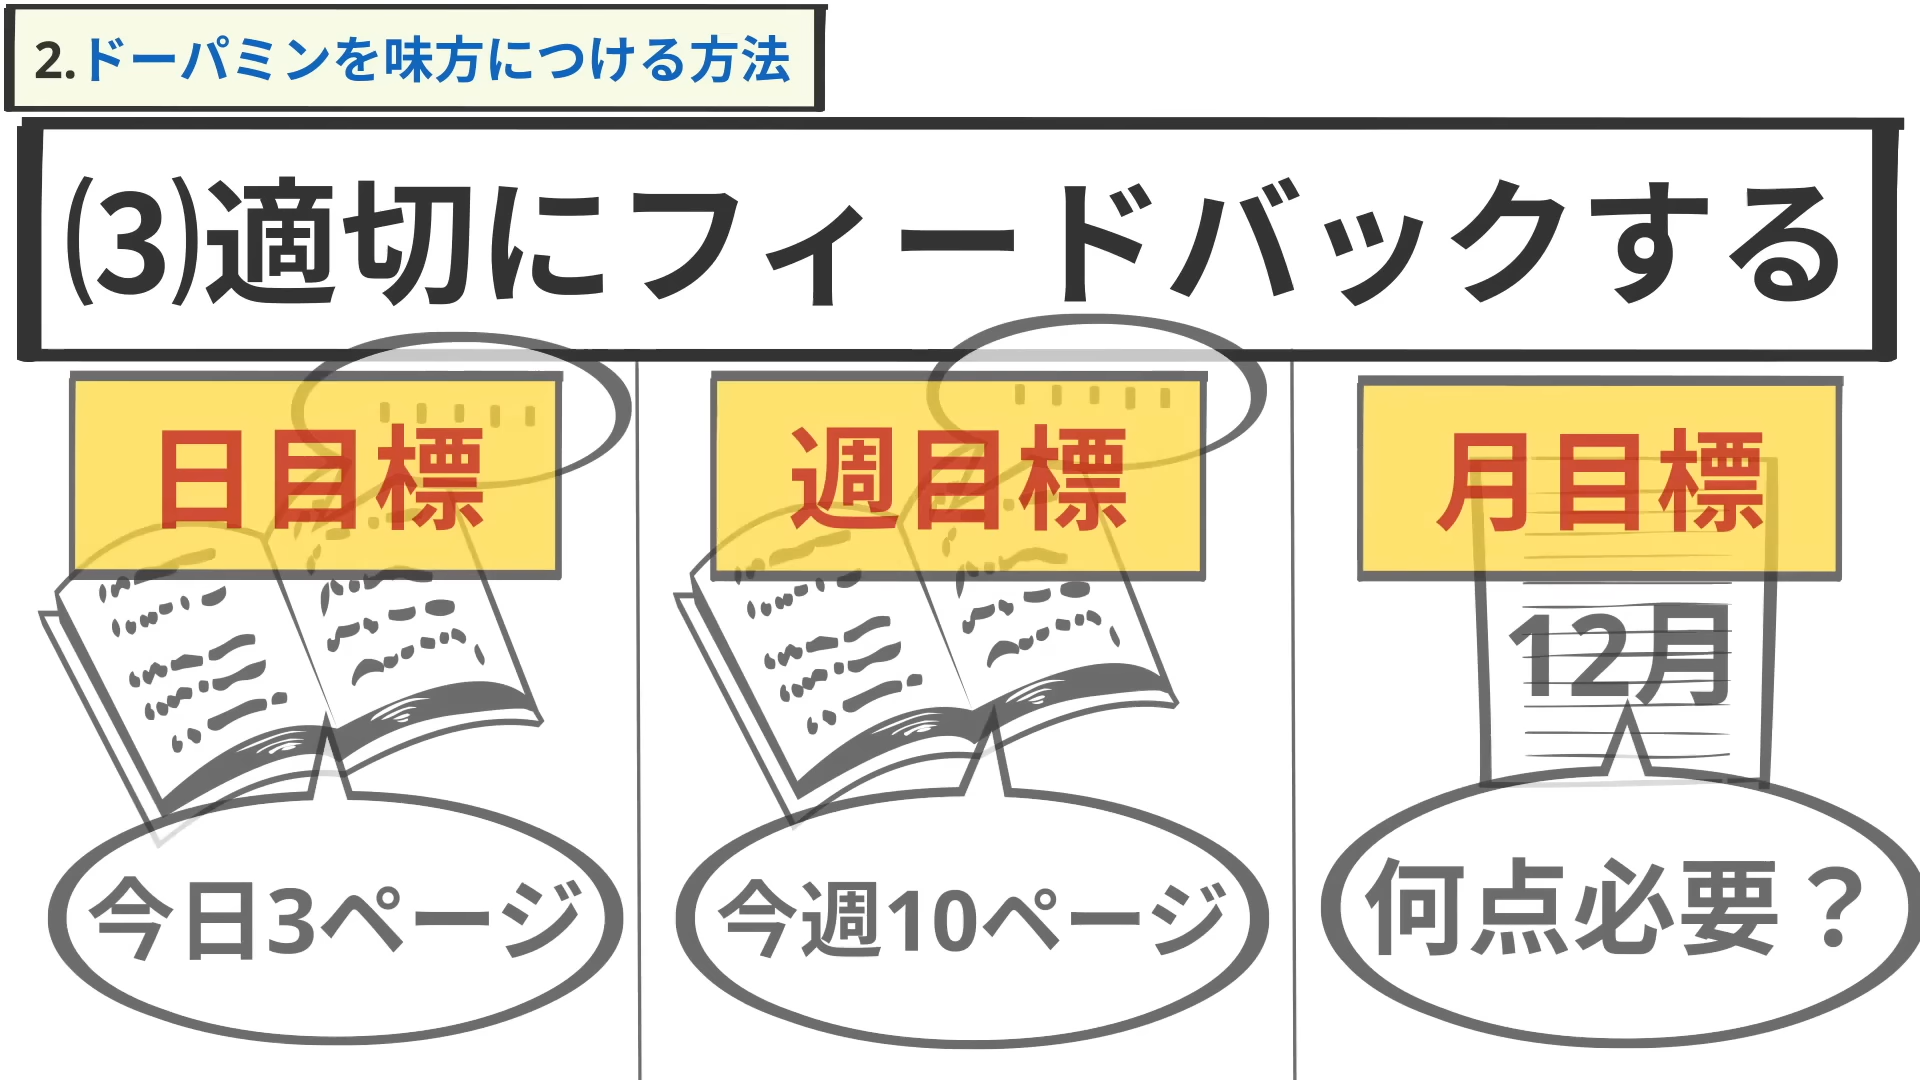 2.ドーパミンを味方につける方法
⑶適切にフィードバックする
日目標
週目標
月目標
12月
今日3ページ
今週10ページ
何点必要？